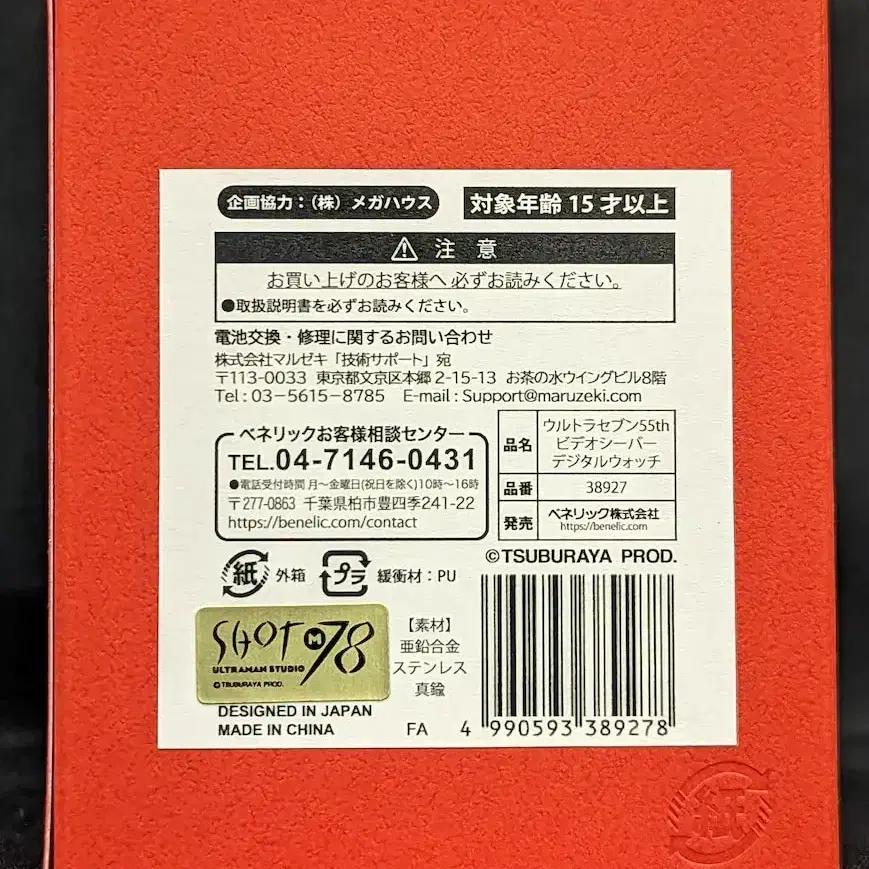 企画協力：（株）メガハウス
対象年齢15才以上
注 意
お買い上げのお客様へ 必ずお読みください。
●取扱説明書を必ずお読みください。
電池交換・修理に関するお問い合わせ
株式会社マルゼキ「技術サポート」宛
〒113-0033 東京都文京区本郷2-15-13 お茶の水ウイングビル8階
Tel：03−5615−8785 E-mail：Support@maruzeki.com
ベネリックお客様相談センター
TEL.04-7146-0431
●電話受付時間 月〜金曜日(祝日を除く)10時〜16時
〒277-0863 千葉県柏市豊四季241-22
https://benelic.com/contact
品名
ウルトラセブン55th
ビデオシーバー
デジタルウォッチ
品番 38927
発売
ベネリック株式会社
https://benelic.com
©TSUBURAYA PROD.
紙 外箱 プラ 緩衝材：PU
SHOT M78
ULTRAMAN STUDIO
©TSUBURAYA PROD.
【素材】
亜鉛合金
ステンレス
真鍮
DESIGNED IN JAPAN
MADE IN CHINA
FA
4 990593 389278
紙